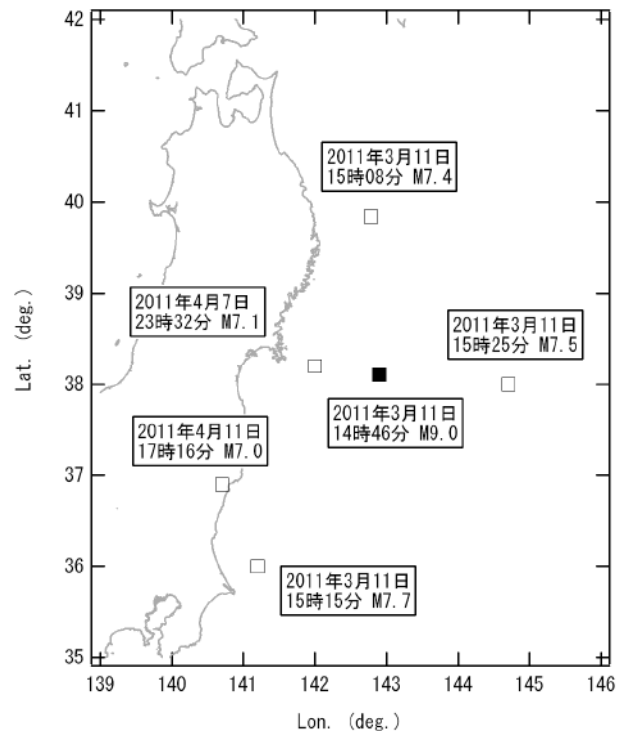 42
41
40
39
38
37
36
35
Lat. (deg.)
2011年3月11日
15時08分 M7.4
2011年4月7日
23時32分 M7.1
2011年3月11日
15時25分 M7.5
2011年3月11日
14時46分 M9.0
2011年4月11日
17時16分 M7.0
2011年3月11日
15時15分 M7.7
139 140 141 142 143 144 145 146
Lon. (deg.)